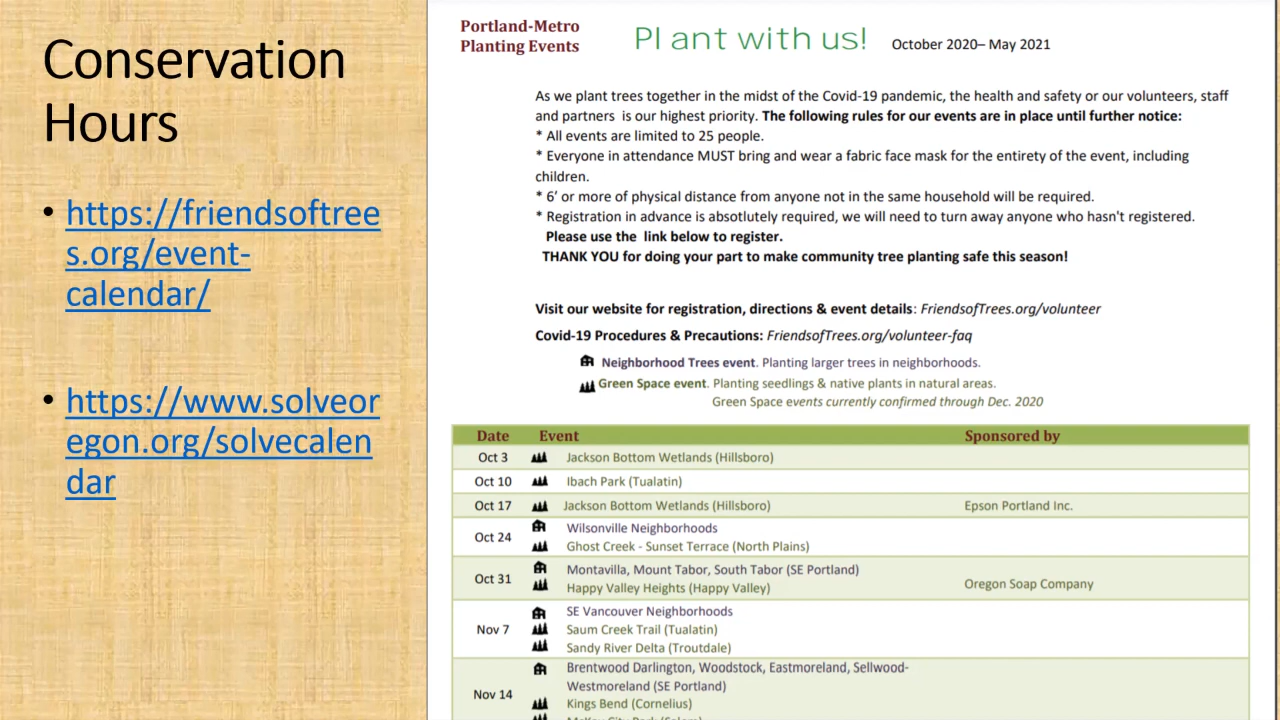 Conservation
Hours
• https://friendsoftree
s.org/event-
calendar/
• https://www.solveor
egon.org/solvecalen
dar
Portland-Metro
Planting Events
Plant with us!
October 2020– May 2021
As we plant trees together in the midst of the Covid-19 pandemic, the health and safety or our volunteers, staff
and partners is our highest priority. The following rules for our events are in place until further notice:
* All events are limited to 25 people.
* Everyone in attendance MUST bring and wear a fabric face mask for the entirety of the event, including
children.
* 6’ or more of physical distance from anyone not in the same household will be required.
* Registration in advance is absotlutely required, we will need to turn away anyone who hasn't registered.
Please use the link below to register.
THANK YOU for doing your part to make community tree planting safe this season!
Visit our website for registration, directions & event details: FriendsofTrees.org/volunteer
Covid-19 Procedures & Precautions: FriendsofTrees.org/volunteer-faq
Neighborhood Trees event. Planting larger trees in neighborhoods.
Green Space event. Planting seedlings & native plants in natural areas.
Green Space events currently confirmed through Dec. 2020
Date Event Sponsored by
Oct 3 Jackson Bottom Wetlands (Hillsboro)
Oct 10 Ibach Park (Tualatin)
Oct 17 Jackson Bottom Wetlands (Hillsboro) Epson Portland Inc.
Oct 24
Wilsonville Neighborhoods
Ghost Creek - Sunset Terrace (North Plains)
Oct 31
Montavilla, Mount Tabor, South Tabor (SE Portland)
Happy Valley Heights (Happy Valley) Oregon Soap Company
Nov 7
SE Vancouver Neighborhoods
Saum Creek Trail (Tualatin)
Sandy River Delta (Troutdale)
Nov 14
Brentwood Darlington, Woodstock, Eastmoreland, Sellwood-
Westmoreland (SE Portland)
Kings Bend (Cornelius)